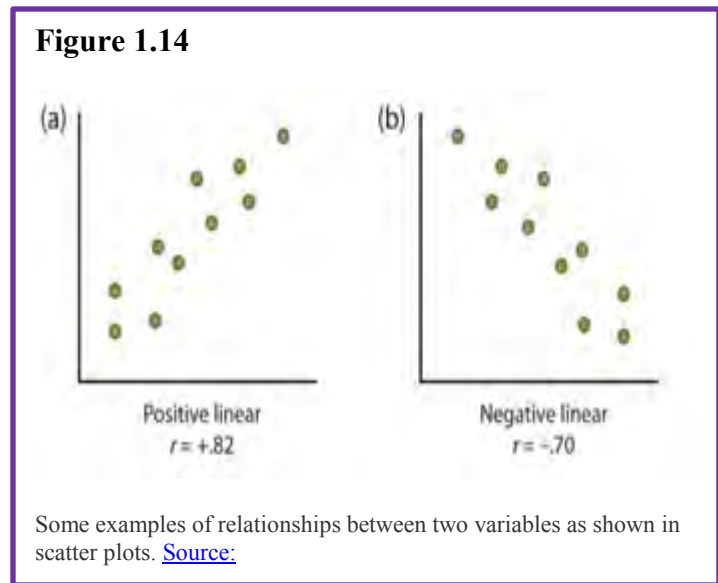 Figure 1.14
(a)
(b)
Positive linear
r = +.82
Negative linear
r = -.70
Some examples of relationships between two variables as shown in
scatter plots. Source: